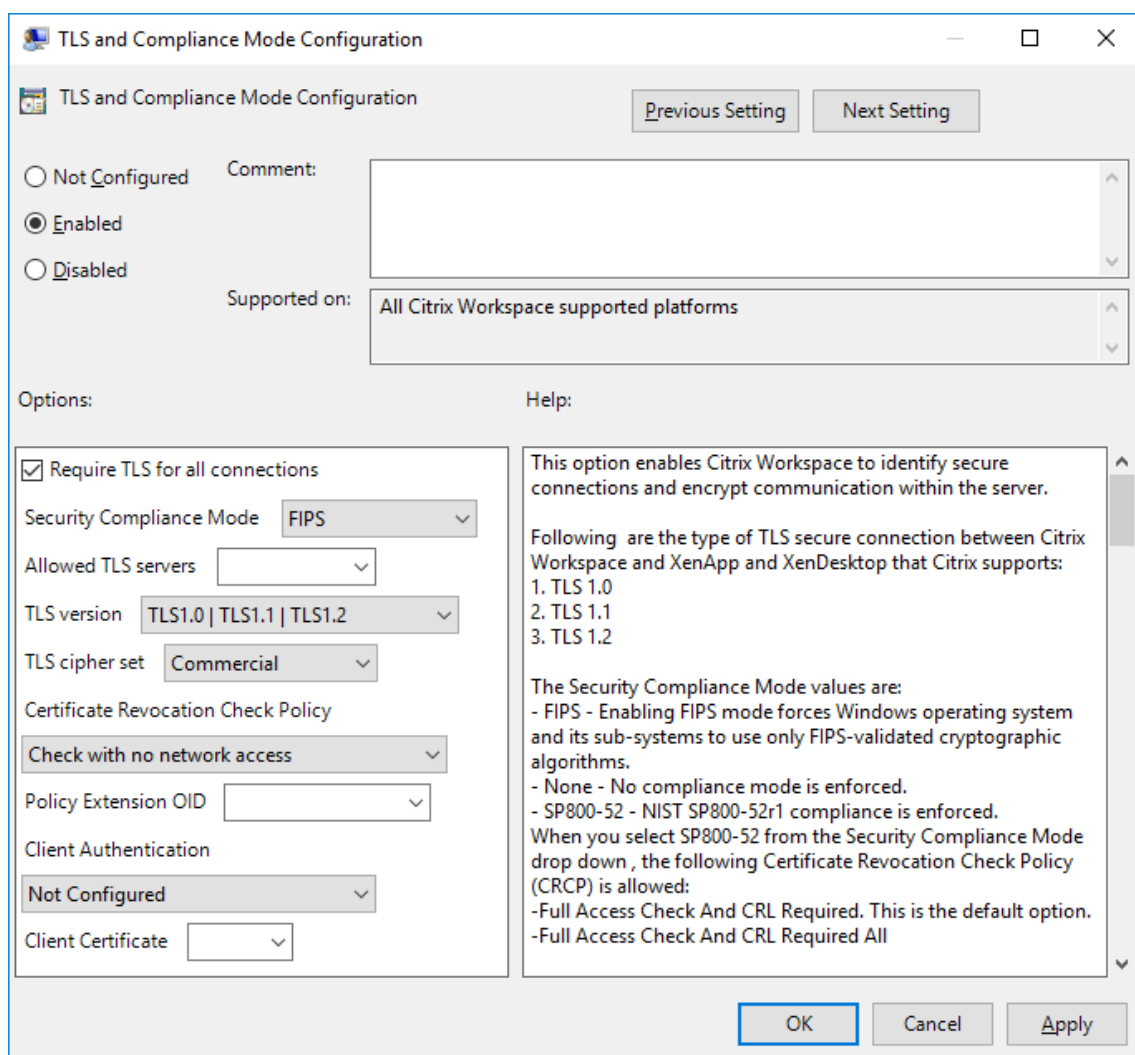 TLS and Compliance Mode Configuration
TLS and Compliance Mode Configuration
Previous Setting
Next Setting
Not Configured
Comment:
Enabled
Disabled
Supported on:
All Citrix Workspace supported platforms
Options:
Help:
Require TLS for all connections
Security Compliance Mode FIPS
Allowed TLS servers
TLS version TLS1.0 | TLS1.1 | TLS1.2
TLS cipher set Commercial
Certificate Revocation Check Policy
Check with no network access
Policy Extension OID
Client Authentication
Not Configured
Client Certificate
This option enables Citrix Workspace to identify secure
connections and encrypt communication within the server.
Following  are the type of TLS secure connection between Citrix
Workspace and XenApp and XenDesktop that Citrix supports:
1. TLS 1.0
2. TLS 1.1
3. TLS 1.2
The Security Compliance Mode values are:
- FIPS - Enabling FIPS mode forces Windows operating system
and its sub-systems to use only FIPS-validated cryptographic
algorithms.
- None - No compliance mode is enforced.
- SP800-52 - NIST SP800-52r1 compliance is enforced.
When you select SP800-52 from the Security Compliance Mode
drop down , the following Certificate Revocation Check Policy
(CRCP) is allowed:
-Full Access Check And CRL Required. This is the default option.
-Full Access Check And CRL Required All
OK
Cancel
Apply